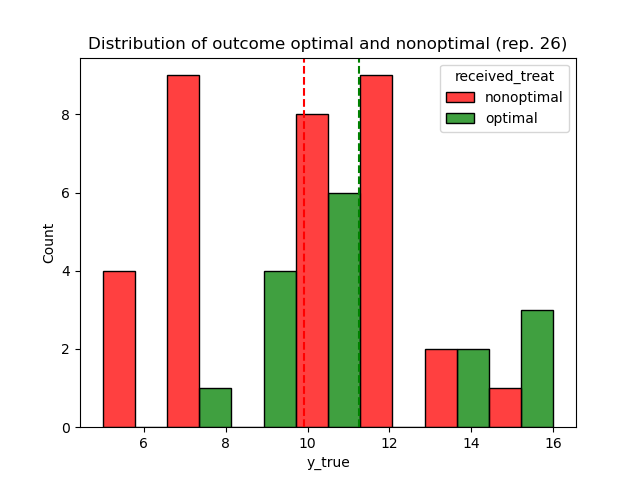 Distribution of outcome optimal and nonoptimal (rep. 26)
received_treat
nonoptimal
optimal
Count
8
6
4
2
0
6 8 10 12 14 16
y_true